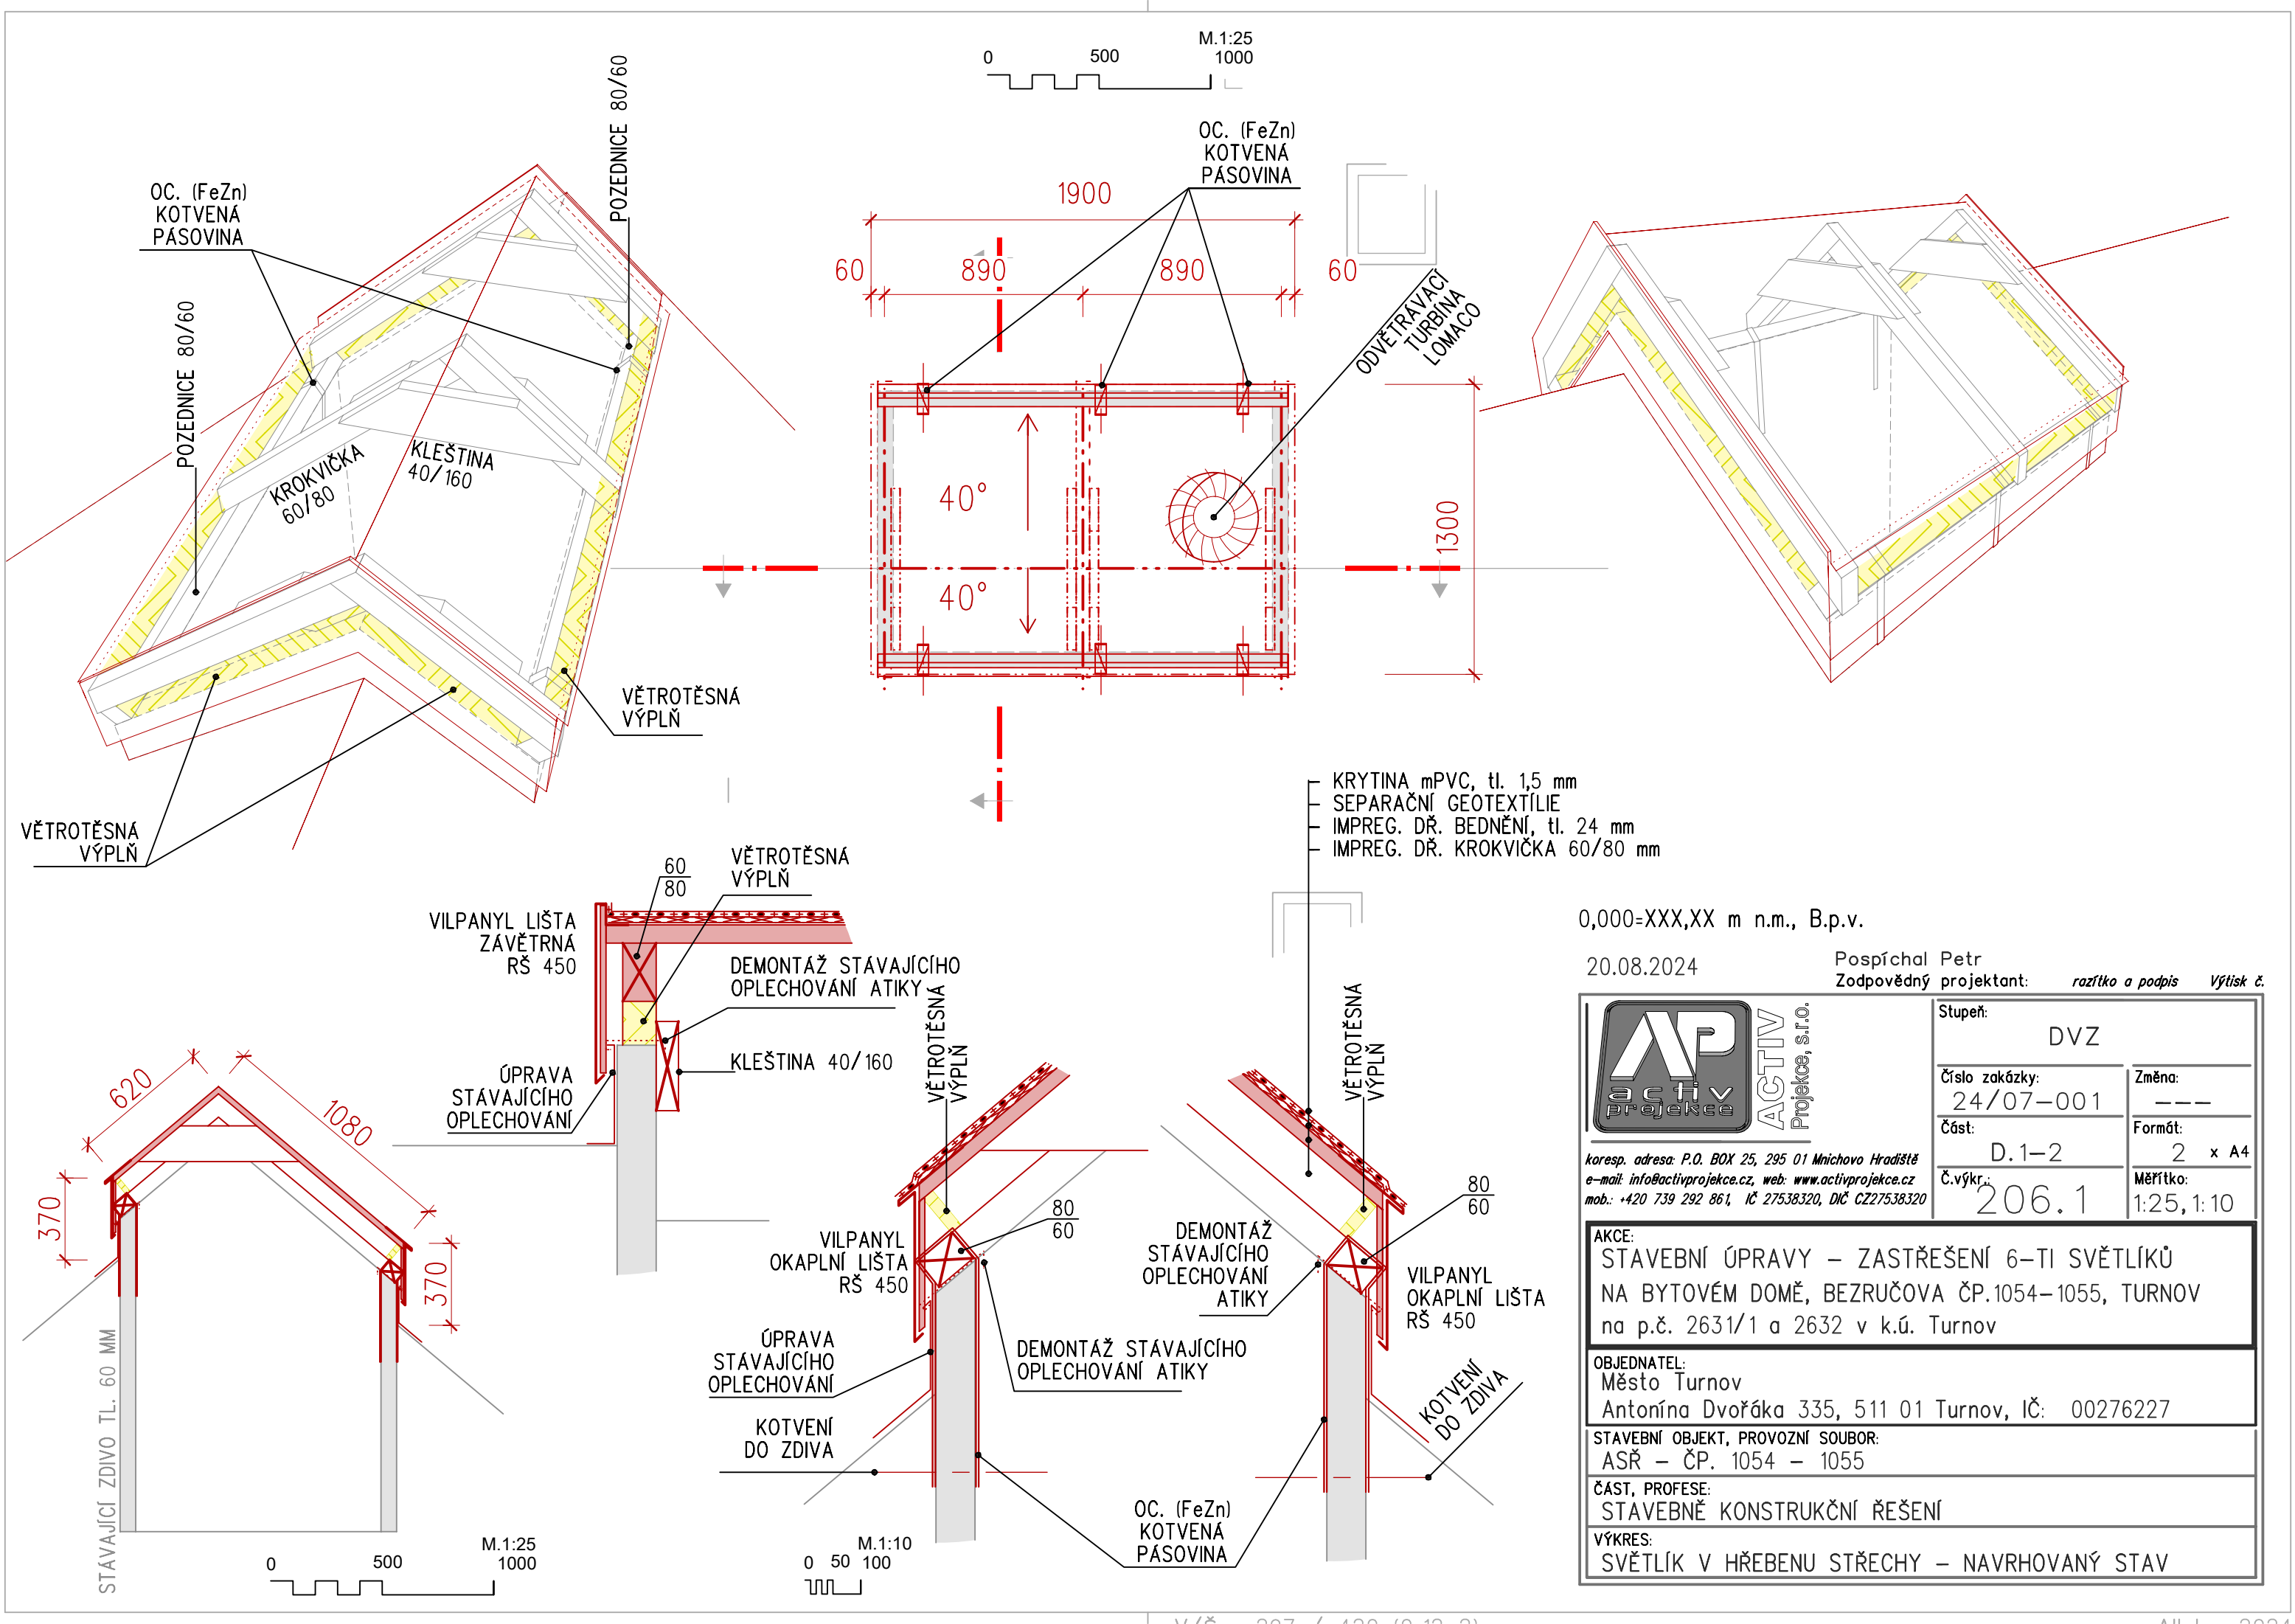 M.1:25
0 500 1000
OC. (FeZn)
KOTVENÁ
PÁSOVINA
POZEDNICE 80/60
POZEDNICE 80/60
KROKVIČKA
60/80
KLEŠTINA
40/160
VĚTROTĚSNÁ
VÝPLŇ
VĚTROTĚSNÁ
VÝPLŇ
OC. (FeZn)
KOTVENÁ
PÁSOVINA
1900
60 890 890 60
ODVĚTRÁVACÍ
TURBÍNA
LOMACO
40°
40°
1300
KRYTINA mPVC, tl. 1,5 mm
SEPARAČNÍ GEOTEXTÍLIE
IMPREG. DŘ. BEDNĚNÍ, tl. 24 mm
IMPREG. DŘ. KROKVIČKA 60/80 mm
60
80
VĚTROTĚSNÁ
VÝPLŇ
VILPANYL LIŠTA
ZÁVĚTRNÁ
RŠ 450
DEMONTÁŽ STÁVAJÍCÍHO
OPLECHOVÁNÍ ATIKY
KLEŠTINA 40/160
ÚPRAVA
STÁVAJÍCÍHO
OPLECHOVÁNÍ
620
1080
370
370
STÁVAJÍCÍ ZDIVO TL. 60 MM
M.1:25
0 500 1000
VĚTROTĚSNÁ
VÝPLŇ
80
60
VILPANYL
OKAPLNÍ LIŠTA
RŠ 450
ÚPRAVA
STÁVAJÍCÍHO
OPLECHOVÁNÍ
DEMONTÁŽ STÁVAJÍCÍHO
OPLECHOVÁNÍ ATIKY
KOTVENÍ
DO ZDIVA
M.1:10
0 50 100
OC. (FeZn)
KOTVENÁ
PÁSOVINA
VĚTROTĚSNÁ
VÝPLŇ
80
60
DEMONTÁŽ
STÁVAJÍCÍHO
OPLECHOVÁNÍ
ATIKY
VILPANYL
OKAPLNÍ LIŠTA
RŠ 450
KOTVENÍ
DO ZDIVA
0,000=XXX,XX m n.m., B.p.v.
20.08.2024
Pospíchal Petr
Zodpovědný projektant: razítko a podpis Výtisk č.
AP
activ
projekce
ACTIV
Projekce, s.r.o.
koresp. adresa: P.O. BOX 25, 295 01 Mnichovo Hradiště
e-mail: info@activprojekce.cz, web: www.activprojekce.cz
mob.: +420 739 292 861, IČ 27538320, DIČ CZ27538320
Stupeň:
DVZ
Číslo zakázky:
24/07-001
Změna:
---
Část:
D.1-2
Formát:
2 x A4
Č.výkr.:
206.1
Měřítko:
1:25, 1:10
AKCE:
STAVEBNÍ ÚPRAVY - ZASTŘEŠENÍ 6-TI SVĚTLÍKŮ
NA BYTOVÉM DOMĚ, BEZRUČOVA ČP.1054-1055, TURNOV
na p.č. 2631/1 a 2632 v k.ú. Turnov
OBJEDNATEL:
Město Turnov
Antonína Dvořáka 335, 511 01 Turnov, IČ: 00276227
STAVEBNÍ OBJEKT, PROVOZNÍ SOUBOR:
ASŘ - ČP. 1054 - 1055
ČÁST, PROFESE:
STAVEBNĚ KONSTRUKČNÍ ŘEŠENÍ
VÝKRES:
SVĚTLÍK V HŘEBENU STŘECHY - NAVRHOVANÝ STAV